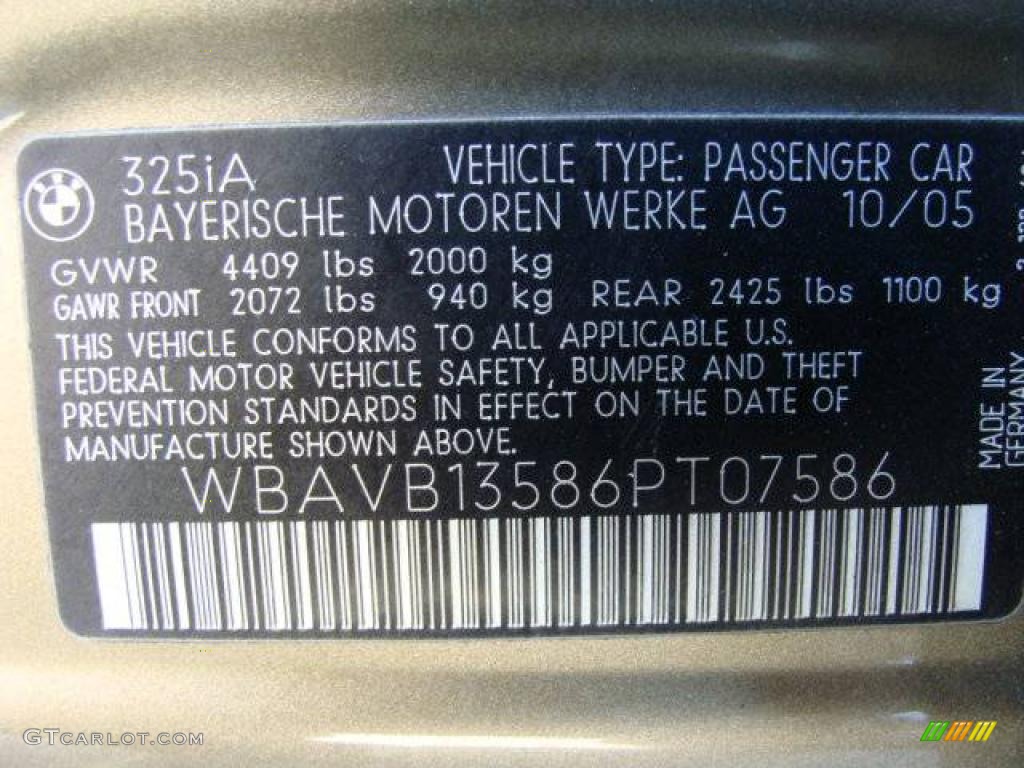 325iA VEHICLE TYPE: PASSENGER CAR
BAYERISCHE MOTOREN WERKE AG 10/05
GVWR 4409 lbs 2000 kg
GAWR FRONT 2072 lbs 940 kg REAR 2425 lbs 1100 kg
THIS VEHICLE CONFORMS TO ALL APPLICABLE U.S.
FEDERAL MOTOR VEHICLE SAFETY, BUMPER AND THEFT
PREVENTION STANDARDS IN EFFECT ON THE DATE OF
MANUFACTURE SHOWN ABOVE.
WBAVB13586PT07586
MADE IN
GERMANY
GTCARLOT.COM